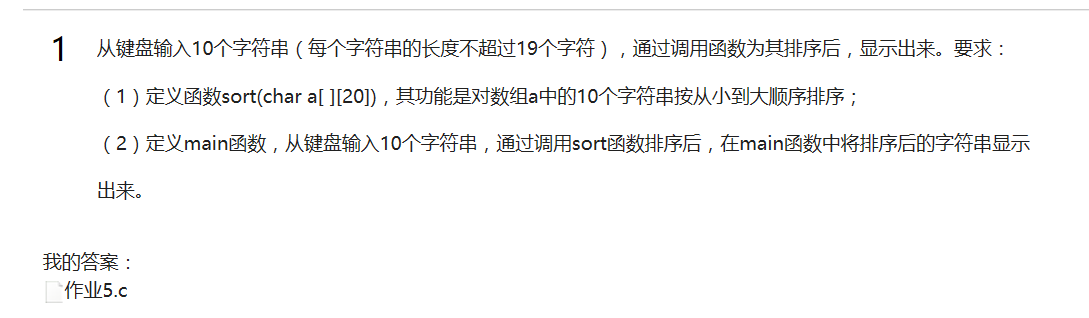 1
从键盘输入10个字符串（每个字符串的长度不超过19个字符），通过调用函数为其排序后，显示出来。要求：
（1）定义函数sort(char a[ ][20])，其功能是对数组a中的10个字符串按从小到大顺序排序；
（2）定义main函数，从键盘输入10个字符串，通过调用sort函数排序后，在main函数中将排序后的字符串显示
出来。
我的答案：
作业5.c